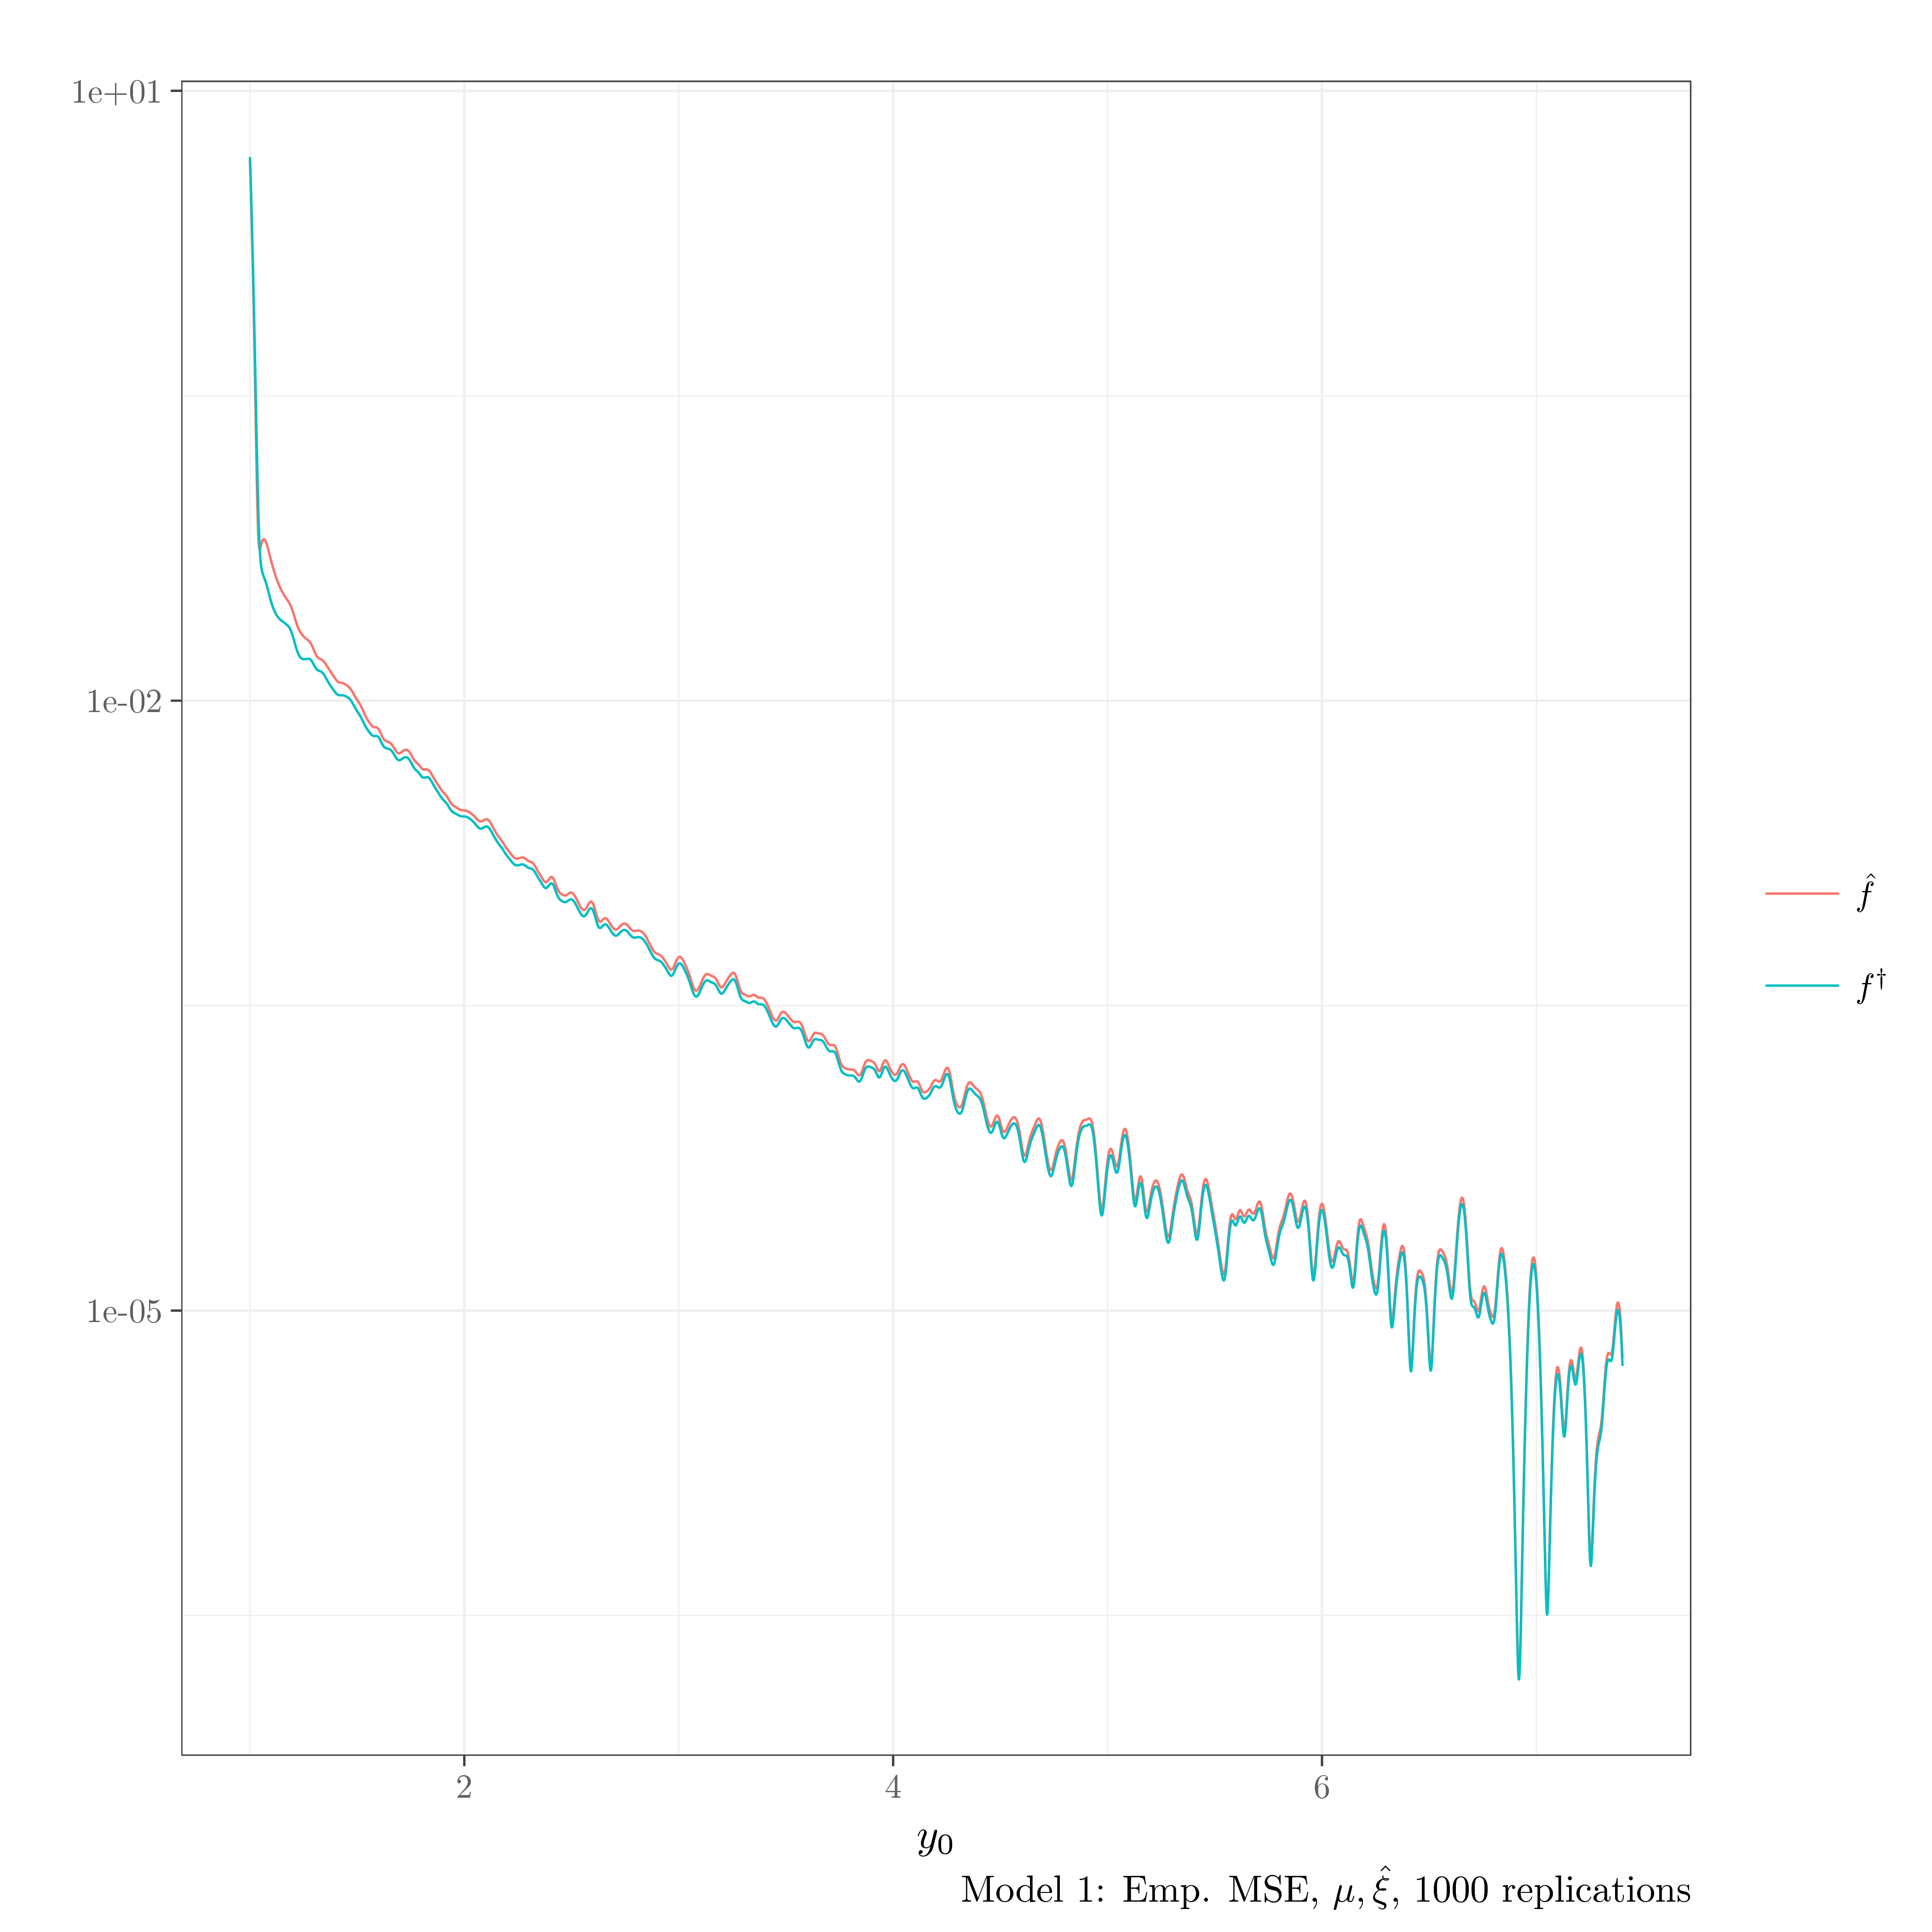 1e+01
1e-02
1e-05
2 4 6
y₀
f̂
f†
Model 1: Emp. MSE, μ, ξ̂, 1000 replications